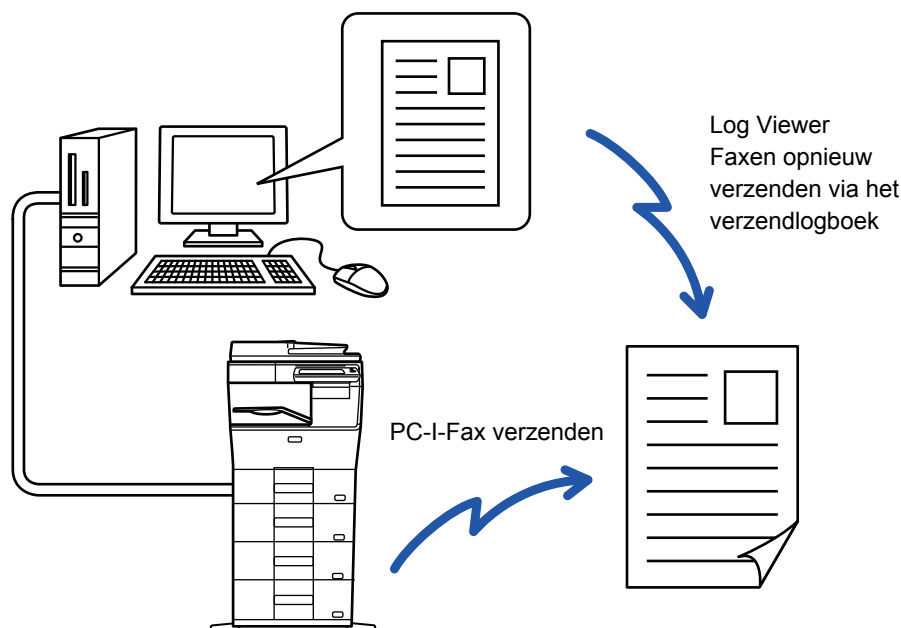 Log Viewer
Faxen opnieuw
verzenden via het
verzendlogboek
PC-I-Fax verzenden